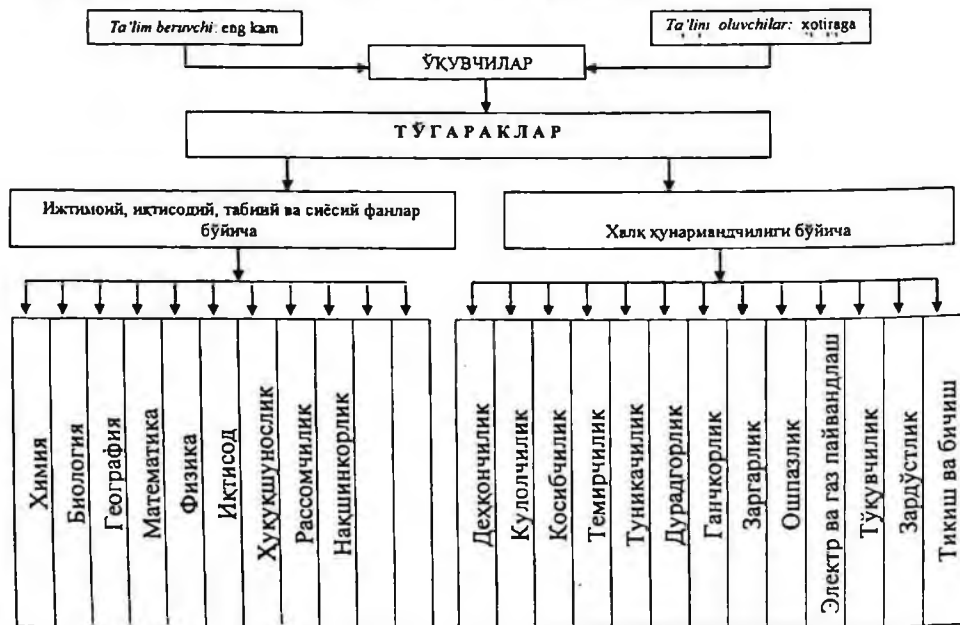 Ta'lim beruvchi: eng kam
Ta'lim oluvchilar: xotiraga
ЎҚУВЧИЛАР
ТЎГАРАКЛАР
Ижтимоий, иқтисодий, табиий ва сиёсий фанлар
бўйича
Халқ ҳунармандчилиги бўйича
Химия
Биология
География
Математика
Физика
Иқтисод
Ҳуқуқшунослик
Рассомчилик
Нақшинкорлик
Деҳқончилик
Кулолчилик
Косибчилик
Темирчилик
Туникачилик
Дурадгорлик
Ганчкорлик
Заргарлик
Ошпазлик
Электр ва газ пайвандлаш
Тўқувчилик
Зардўстлик
Тикиш ва бичиш